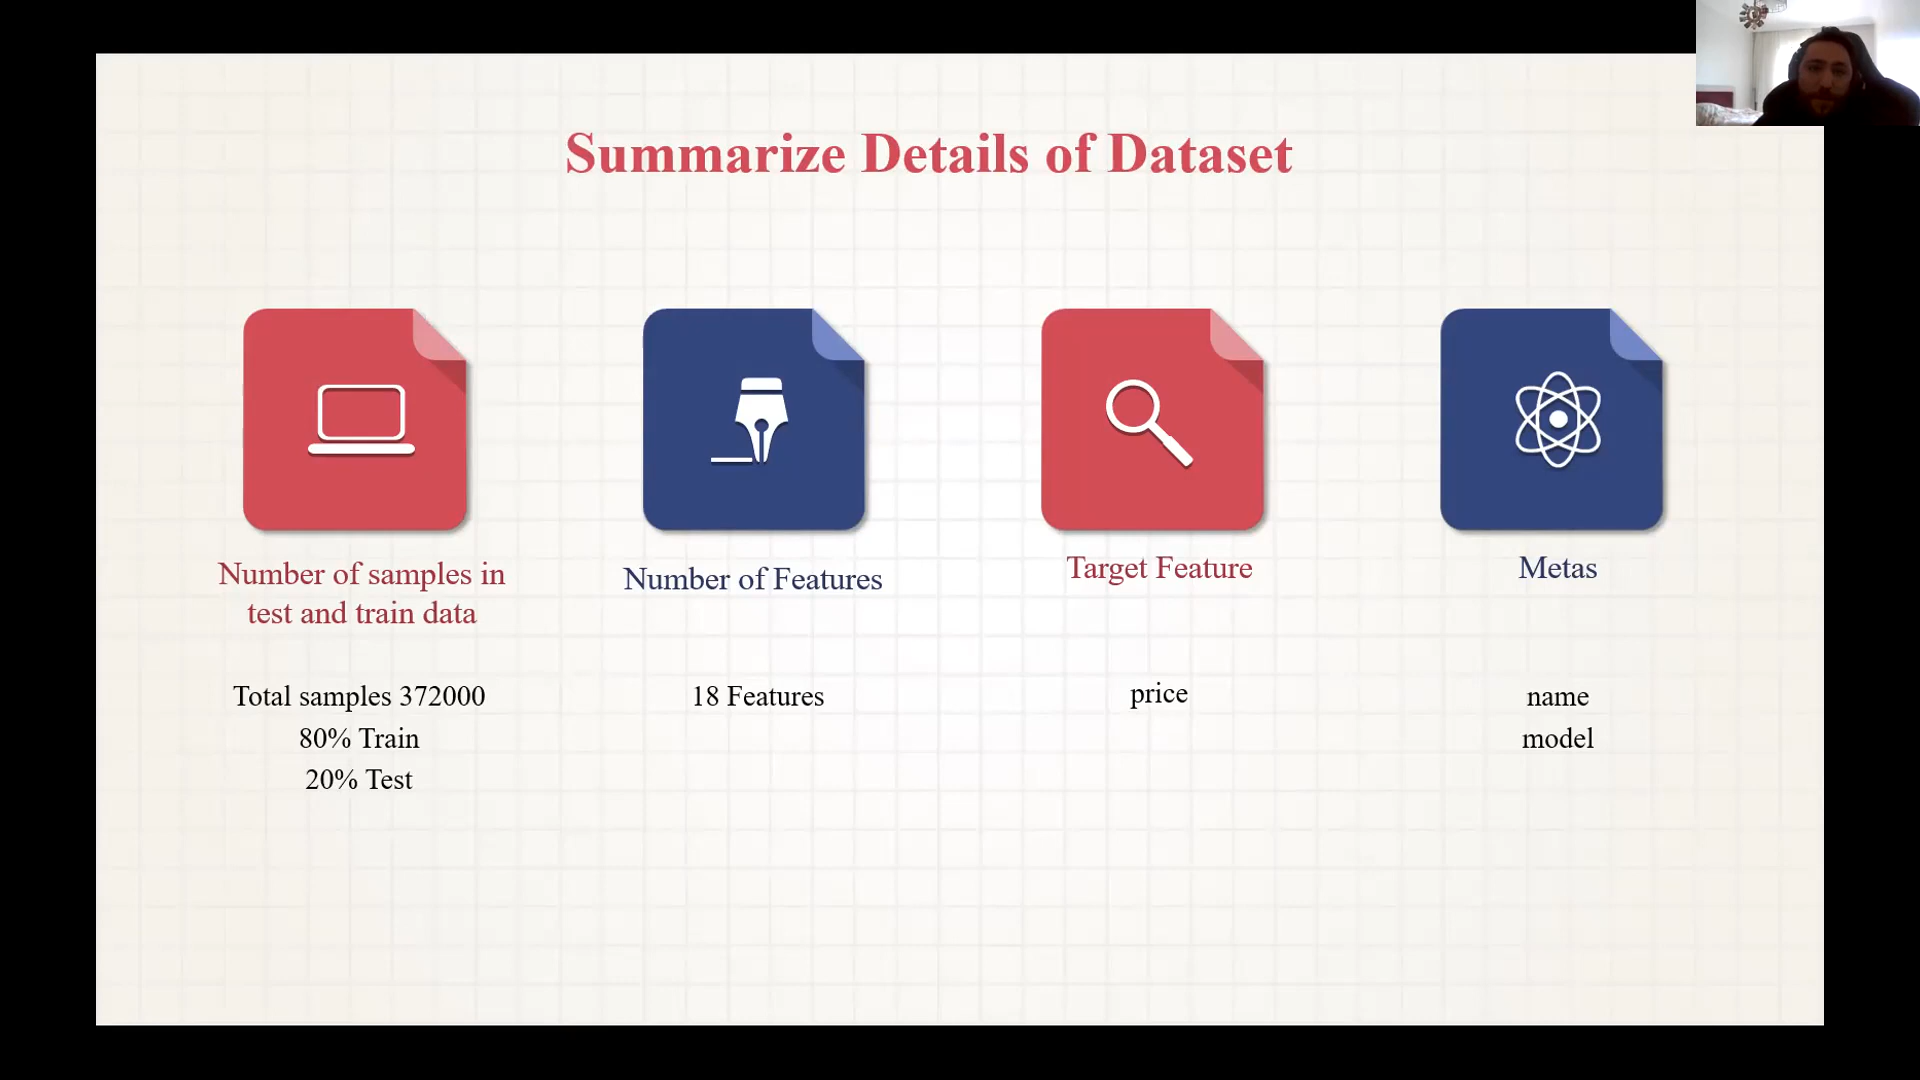 Summarize Details of Dataset
Number of samples in
test and train data
Total samples 372000
80% Train
20% Test
Number of Features
18 Features
Target Feature
price
Metas
name
model